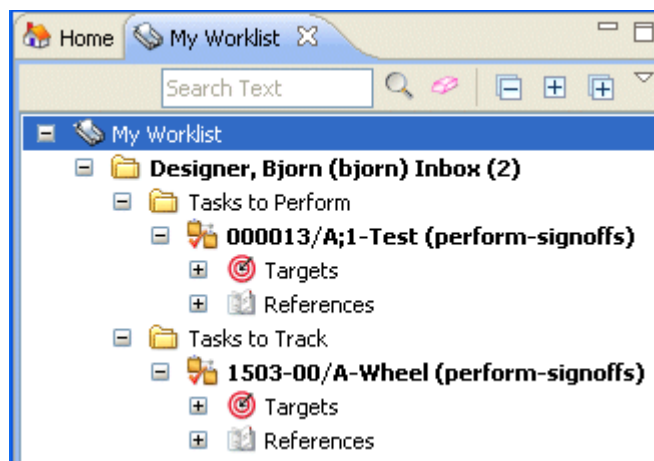 Home My Worklist
Search Text
My Worklist
Designer, Bjorn (bjorn) Inbox (2)
Tasks to Perform
000013/A;1-Test (perform-signoffs)
Targets
References
Tasks to Track
1503-00/A-Wheel (perform-signoffs)
Targets
References